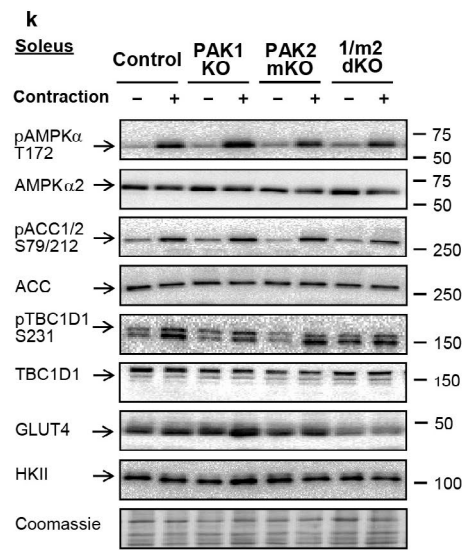 k
Soleus
Control PAK1 KO PAK2 mKO 1/m2 dKO
Contraction − + − + − + − +
pAMPKα T172 75 50
AMPKα2 75 50
pACC1/2 S79/212 250
ACC 250
pTBC1D1 S231 150
TBC1D1 150
GLUT4 50
HKII 100
Coomassie